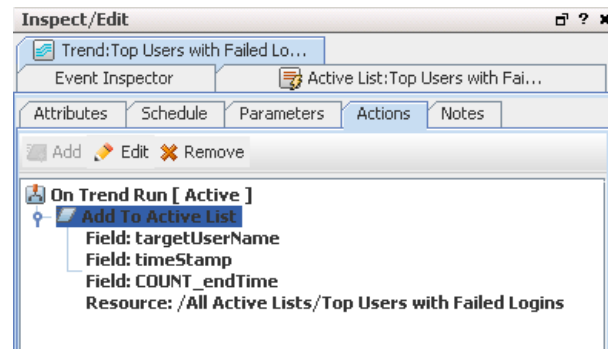 Inspect/Edit
?
Trend:Top Users with Failed Lo...
Event Inspector
Active List:Top Users with Fai...
Attributes Schedule Parameters Actions Notes
Add Edit Remove
On Trend Run [ Active ]
Add To Active List
Field: targetUserName
Field: timeStamp
Field: COUNT_endTime
Resource: /All Active Lists/Top Users with Failed Logins